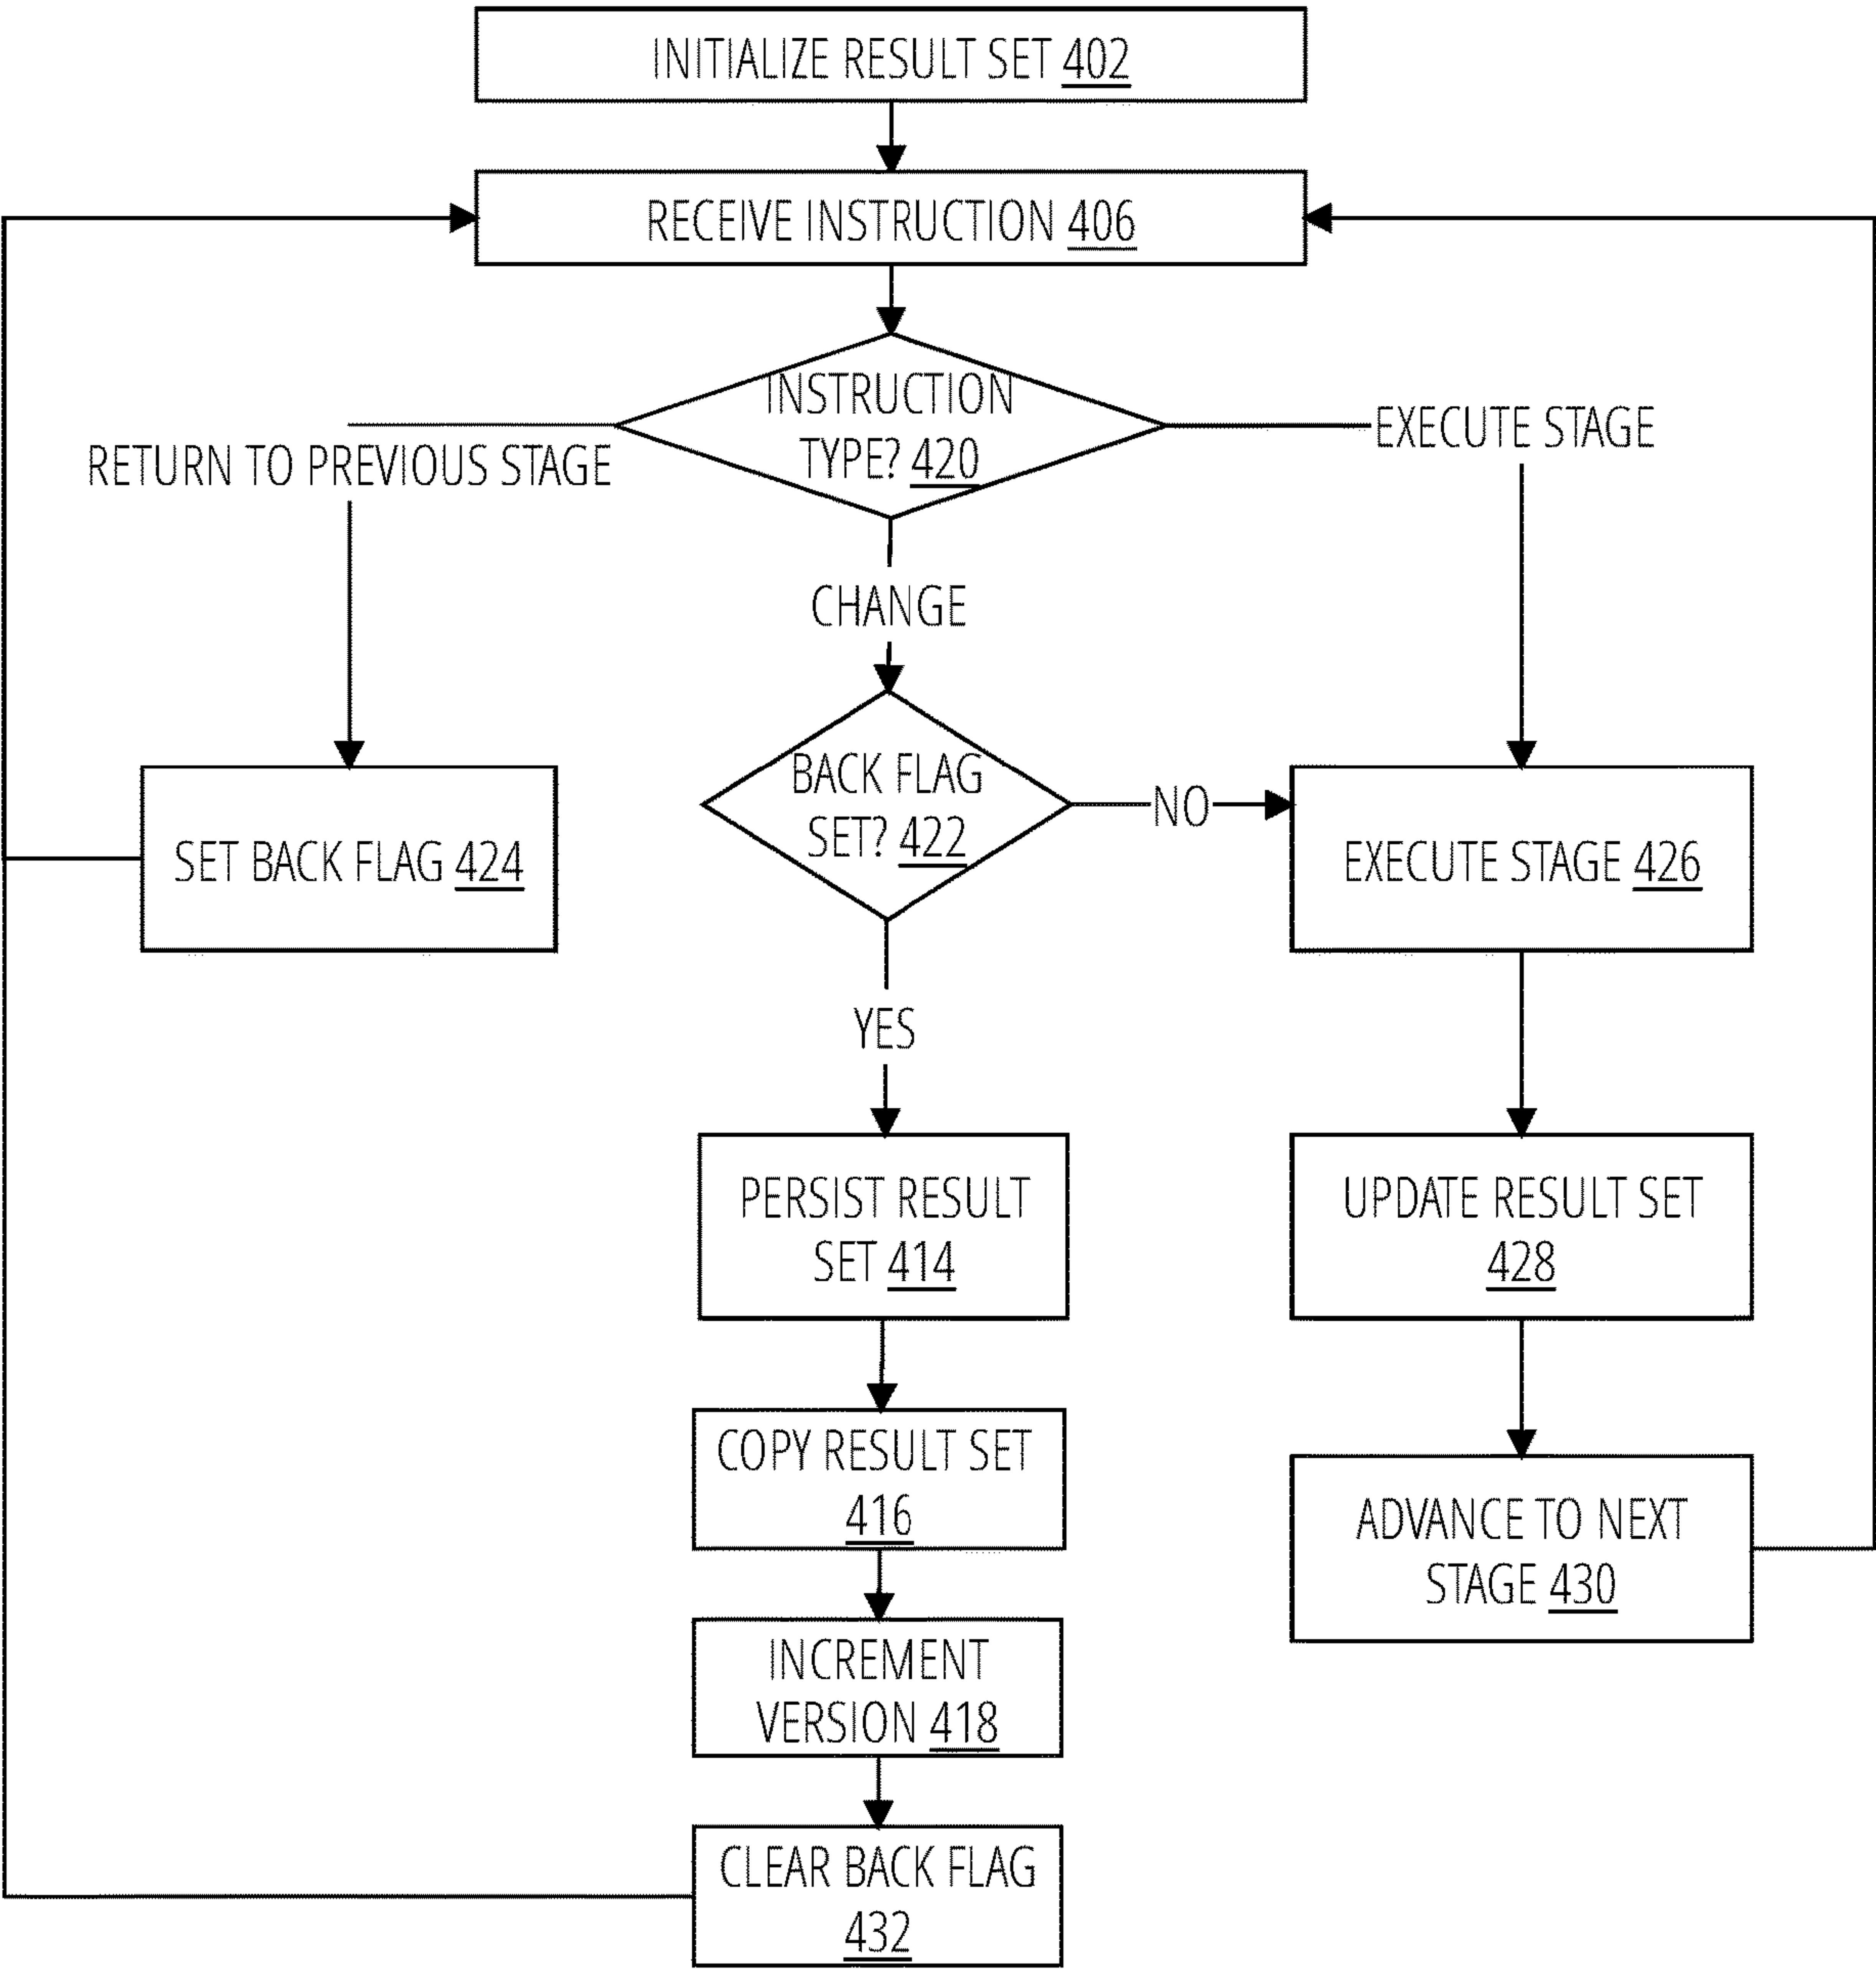 INITIALIZE RESULT SET 402
RECEIVE INSTRUCTION 406
INSTRUCTION
TYPE? 420
RETURN TO PREVIOUS STAGE
EXECUTE STAGE
CHANGE
BACK FLAG
SET? 422
NO
SET BACK FLAG 424
EXECUTE STAGE 426
YES
PERSIST RESULT
SET 414
UPDATE RESULT SET
428
COPY RESULT SET
416
ADVANCE TO NEXT
STAGE 430
INCREMENT
VERSION 418
CLEAR BACK FLAG
432